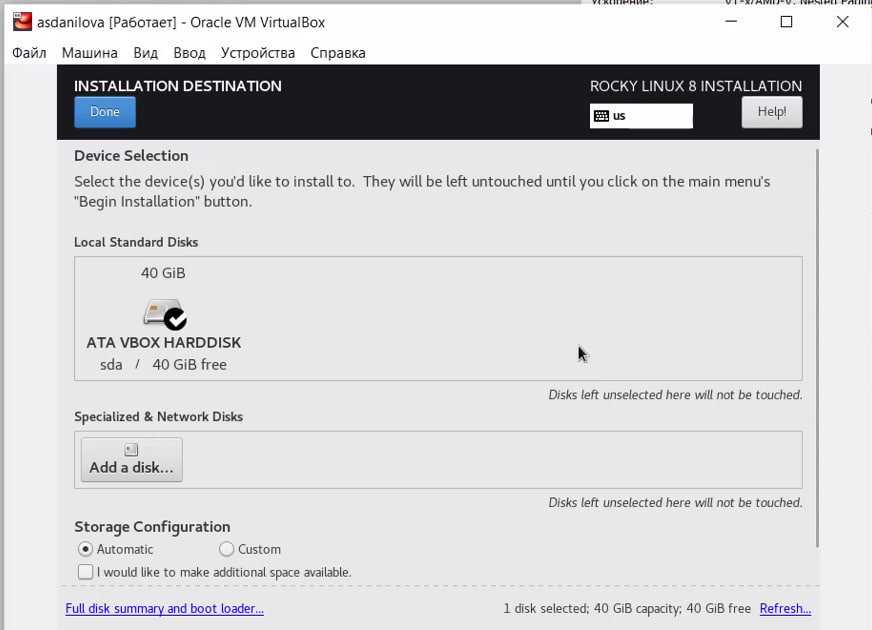 Ускорение: VT-x/AMD-V, Nested Paging
asdanilova [Работает] - Oracle VM VirtualBox
Файл Машина Вид Ввод Устройства Справка
INSTALLATION DESTINATION
ROCKY LINUX 8 INSTALLATION
Done
us
Help!
Device Selection
Select the device(s) you'd like to install to. They will be left untouched until you click on the main menu's
"Begin Installation" button.
Local Standard Disks
40 GiB
ATA VBOX HARDDISK
sda / 40 GiB free
Disks left unselected here will not be touched.
Specialized & Network Disks
Add a disk...
Disks left unselected here will not be touched.
Storage Configuration
Automatic Custom
I would like to make additional space available.
Full disk summary and boot loader...
1 disk selected; 40 GiB capacity; 40 GiB free Refresh...